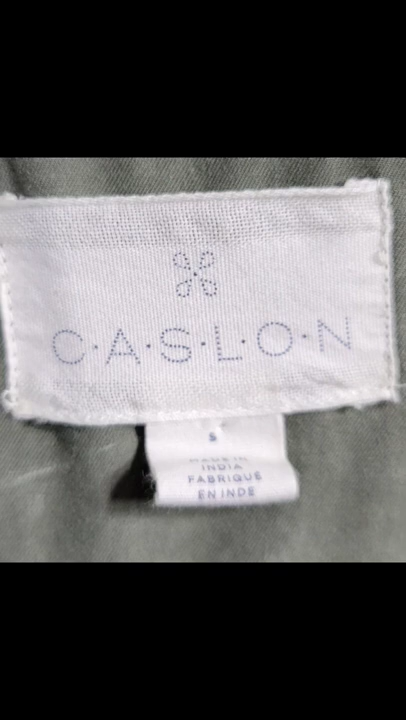 C·A·S·L·O·N
S
MADE IN
INDIA
FABRIQUE
EN INDE